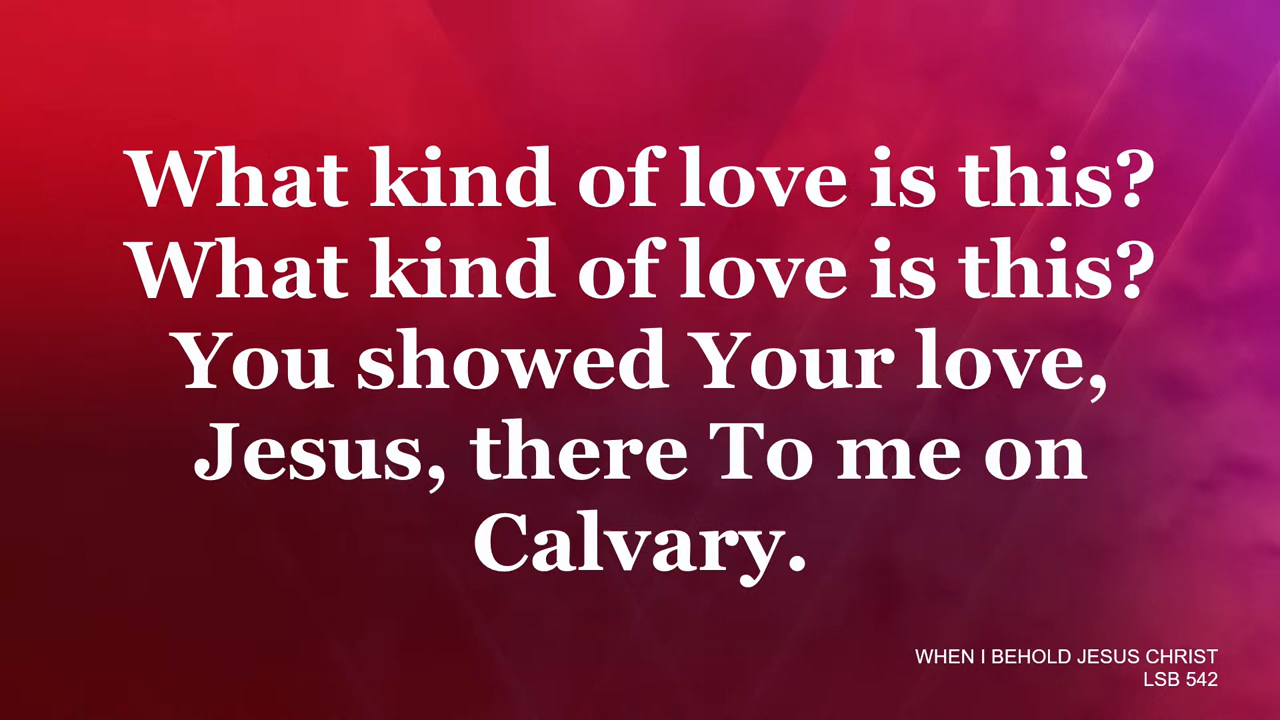 What kind of love is this?
What kind of love is this?
You showed Your love,
Jesus, there To me on
Calvary.
WHEN I BEHOLD JESUS CHRIST
LSB 542